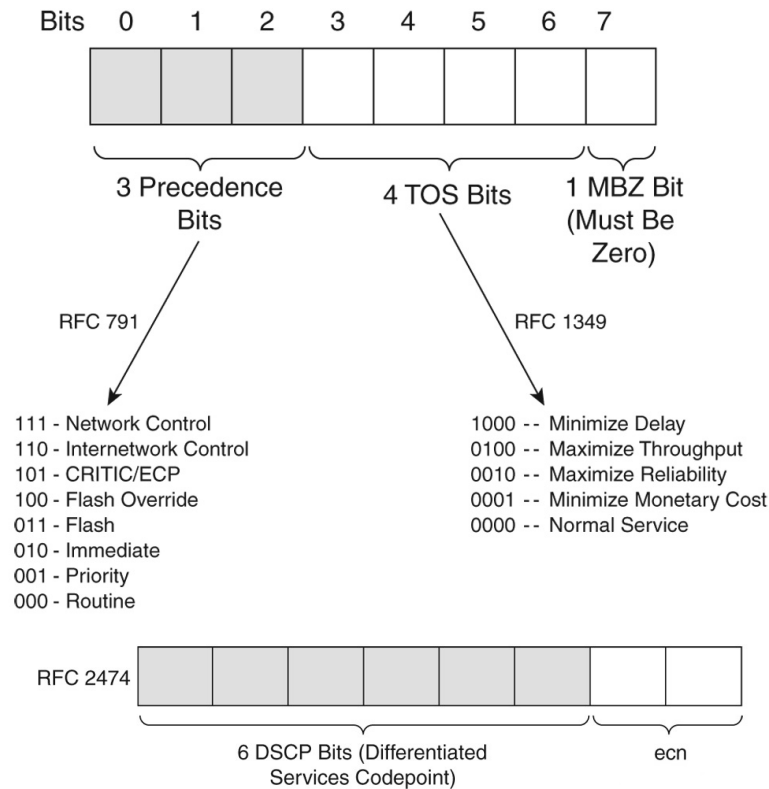 Bits 0 1 2 3 4 5 6 7
3 Precedence
Bits
4 TOS Bits
1 MBZ Bit
(Must Be
Zero)
RFC 791
RFC 1349
111 - Network Control
110 - Internetwork Control
101 - CRITIC/ECP
100 - Flash Override
011 - Flash
010 - Immediate
001 - Priority
000 - Routine
1000 -- Minimize Delay
0100 -- Maximize Throughput
0010 -- Maximize Reliability
0001 -- Minimize Monetary Cost
0000 -- Normal Service
RFC 2474
6 DSCP Bits (Differentiated
Services Codepoint)
ecn